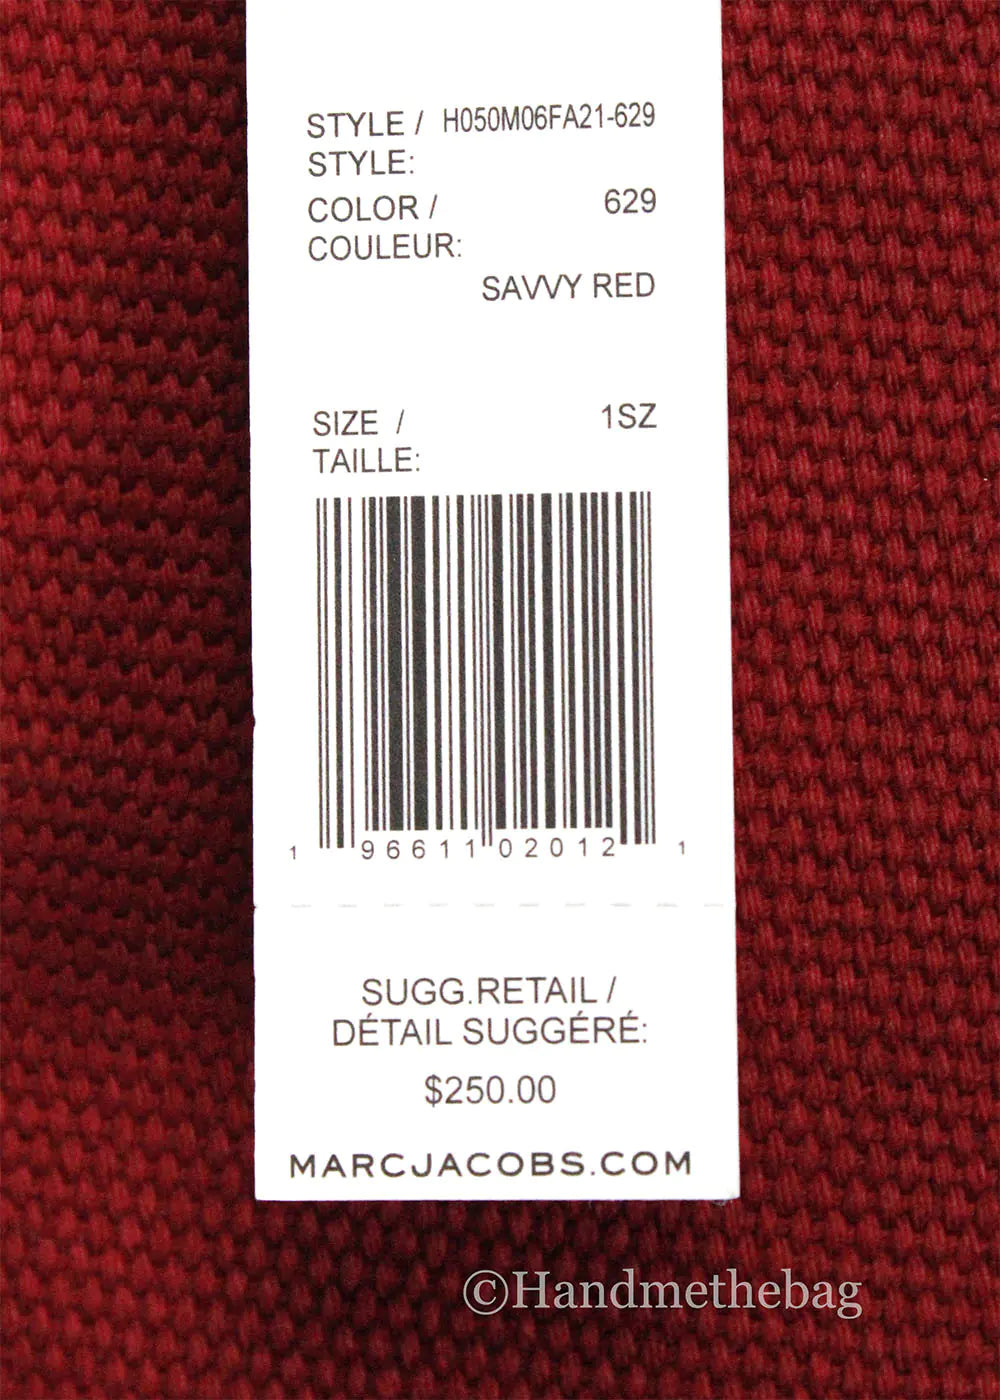 STYLE / H050M06FA21-629
STYLE:
COLOR / 629
COULEUR:
SAVVY RED
SIZE / 1SZ
TAILLE:
1 96611 02012 1
SUGG.RETAIL /
DÉTAIL SUGGÉRÉ:
$250.00
MARCJACOBS.COM
©Handmethebag